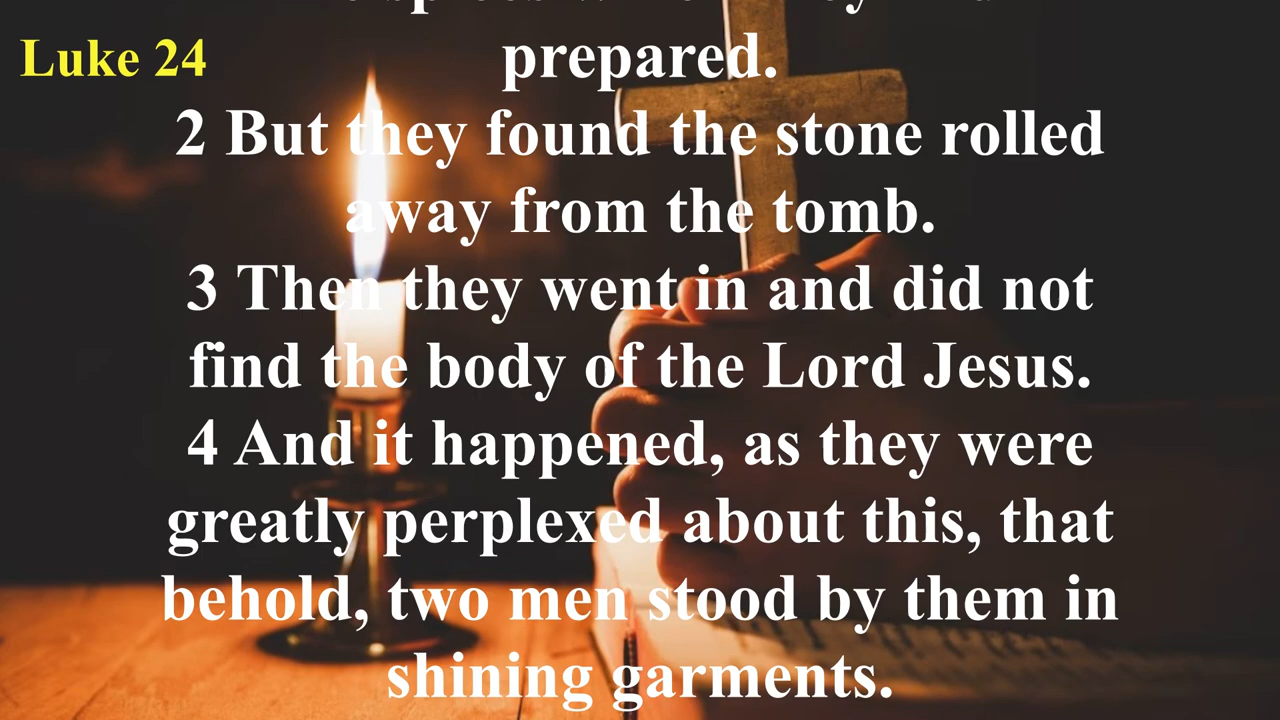 Luke 24
prepared.
2 But they found the stone rolled
away from the tomb.
3 Then they went in and did not
find the body of the Lord Jesus.
4 And it happened, as they were
greatly perplexed about this, that
behold, two men stood by them in
shining garments.